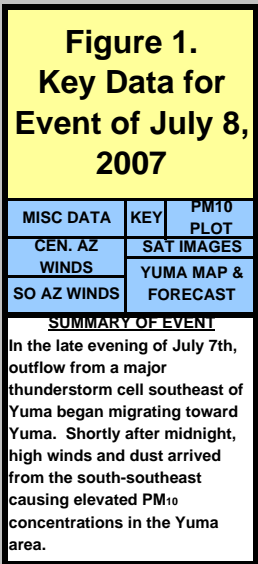 Figure 1.
Key Data for
Event of July 8,
2007
MISC DATA
KEY
PM10
PLOT
CEN. AZ
WINDS
SAT IMAGES
SO AZ WINDS
YUMA MAP &
FORECAST
SUMMARY OF EVENT
In the late evening of July 7th,
outflow from a major
thunderstorm cell southeast of
Yuma began migrating toward
Yuma.  Shortly after midnight,
high winds and dust arrived
from the south-southeast
causing elevated PM10
concentrations in the Yuma
area.